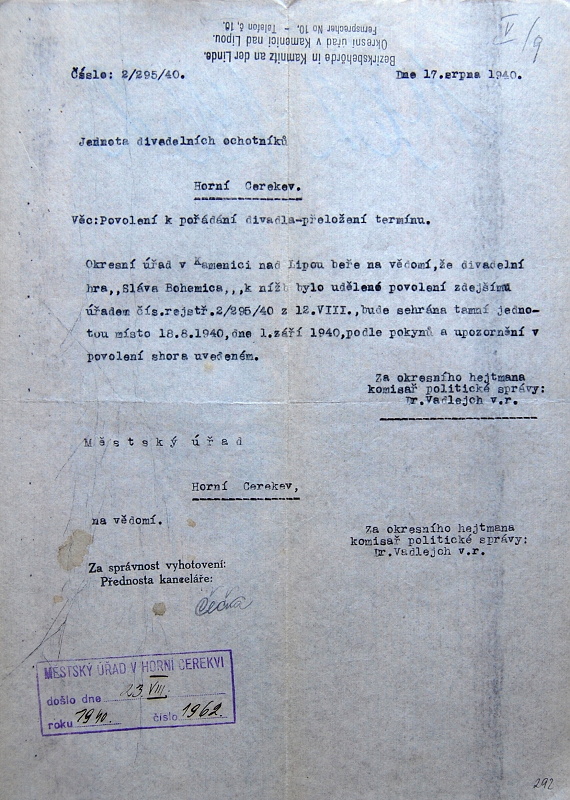 Bezirksbehörde in Kamnitz an der Linde.
Okresní úřad v Kamenici nad Lipou.
Fernsprecher No 10. - Telefon č. 10.
V/9
Číslo: 2/295/40.
Dne 17.srpna 1940.
Jednota divadelních ochotníků
Horní Cerekev.
Věc:Povolení k pořádání divadla-přeložení termínu.
Okresní úřad v Kamenici nad Lipou béře na vědomí,že divadelní
hra,,Sláva Bohemica,,,k níž bylo udělené povolení zdejším
úřadem čís.rejstř.2/295/40 z 12.VIII.,bude sehrána tamní jedno-
tou místo 18.8.1940,dne 1.září 1940,podle pokynů a upozornění v
povolení shora uvedeném.
Za okresního hejtmana
komisař politické správy:
Dr.Vadlejch v.r.
Městský úřad
Horní Cerekev,
na vědomí.
Za okresního hejtmana
komisař politické správy:
Dr.Vadlejch v.r.
Za správnost vyhotovení:
Přednosta kanceláře:
MĚSTSKÝ ÚŘAD V HORNÍ CEREKVI
došlo dne 23. VIII.
roku 1940. číslo 1962.
292